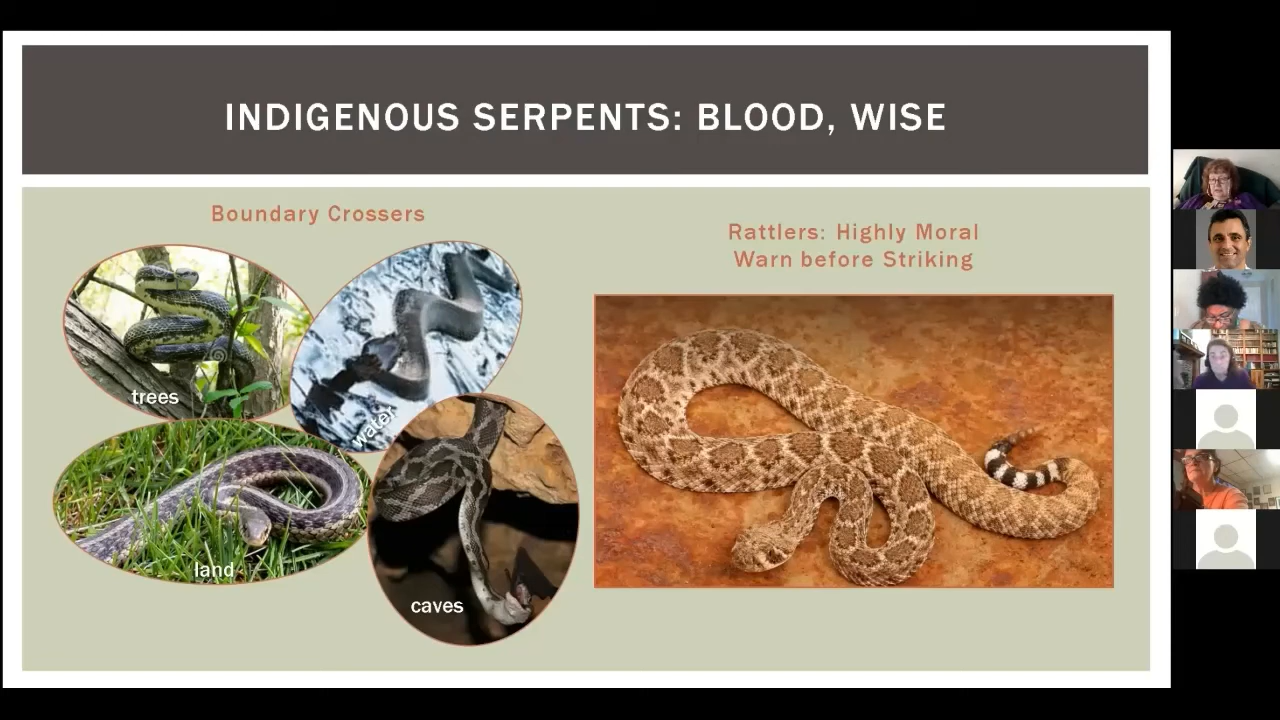 INDIGENOUS SERPENTS: BLOOD, WISE
Boundary Crossers
trees
water
land
caves
Rattlers: Highly Moral
Warn before Striking